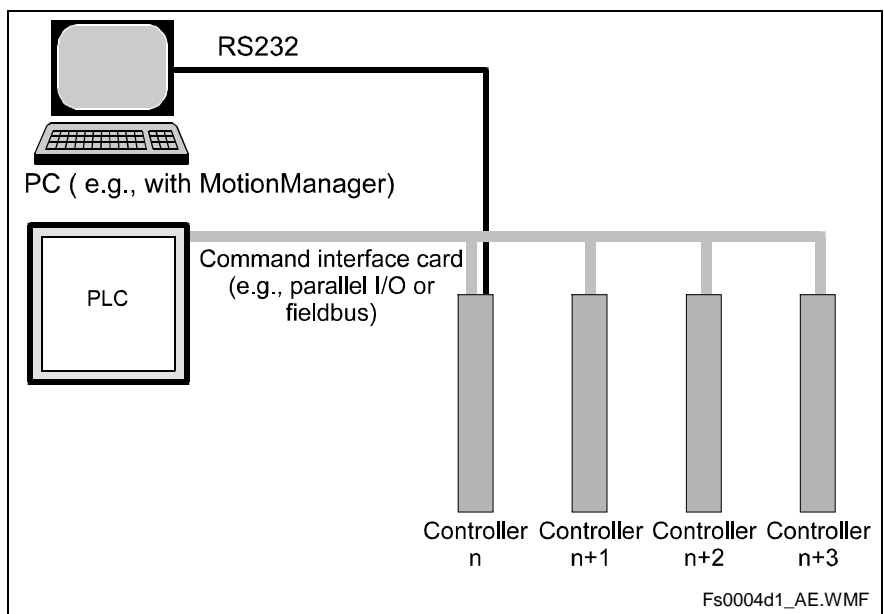 RS232
PC ( e.g., with MotionManager)
PLC
Command interface card
(e.g., parallel I/O or
fieldbus)
Controller
n
Controller
n+1
Controller
n+2
Controller
n+3
Fs0004d1_AE.WMF